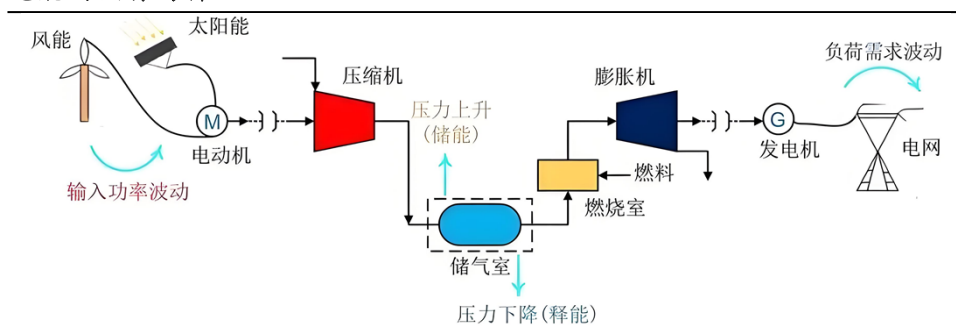 风能
太阳能
M
电动机
输入功率波动
压缩机
压力上升
(储能)
储气室
压力下降(释能)
膨胀机
燃料
燃烧室
G
发电机
负荷需求波动
电网